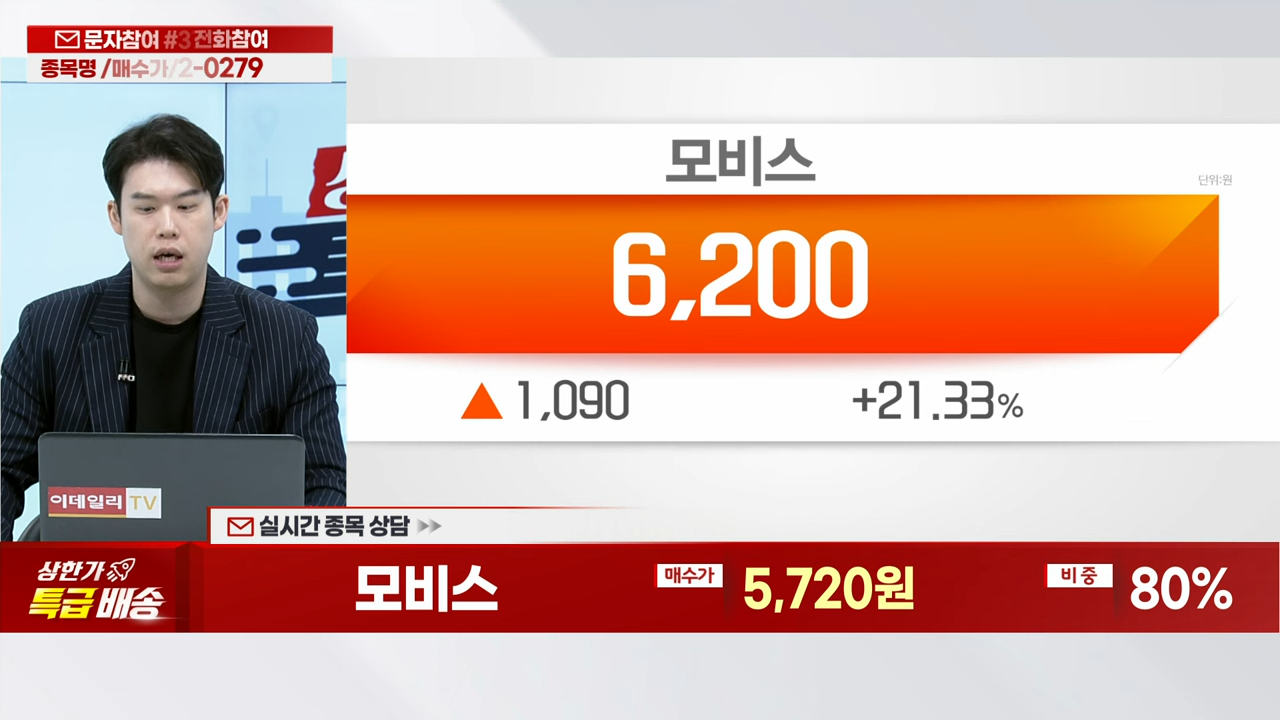 문자참여 #3 전화참여
종목명 /매수가/2-0279
모비스
단위:원
6,200
▲ 1,090 +21.33%
이데일리 TV
실시간 종목 상담
상한가
특급 배송
모비스
매수가
5,720원
비중
80%